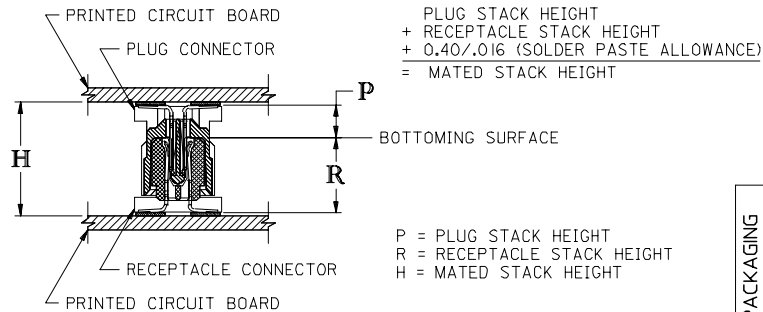 PRINTED CIRCUIT BOARD
PLUG CONNECTOR
PLUG STACK HEIGHT
+ RECEPTACLE STACK HEIGHT
+ 0.40/.016 (SOLDER PASTE ALLOWANCE)
= MATED STACK HEIGHT
P
BOTTOMING SURFACE
H
R
P = PLUG STACK HEIGHT
R = RECEPTACLE STACK HEIGHT
H = MATED STACK HEIGHT
RECEPTACLE CONNECTOR
PRINTED CIRCUIT BOARD
PACKAGING